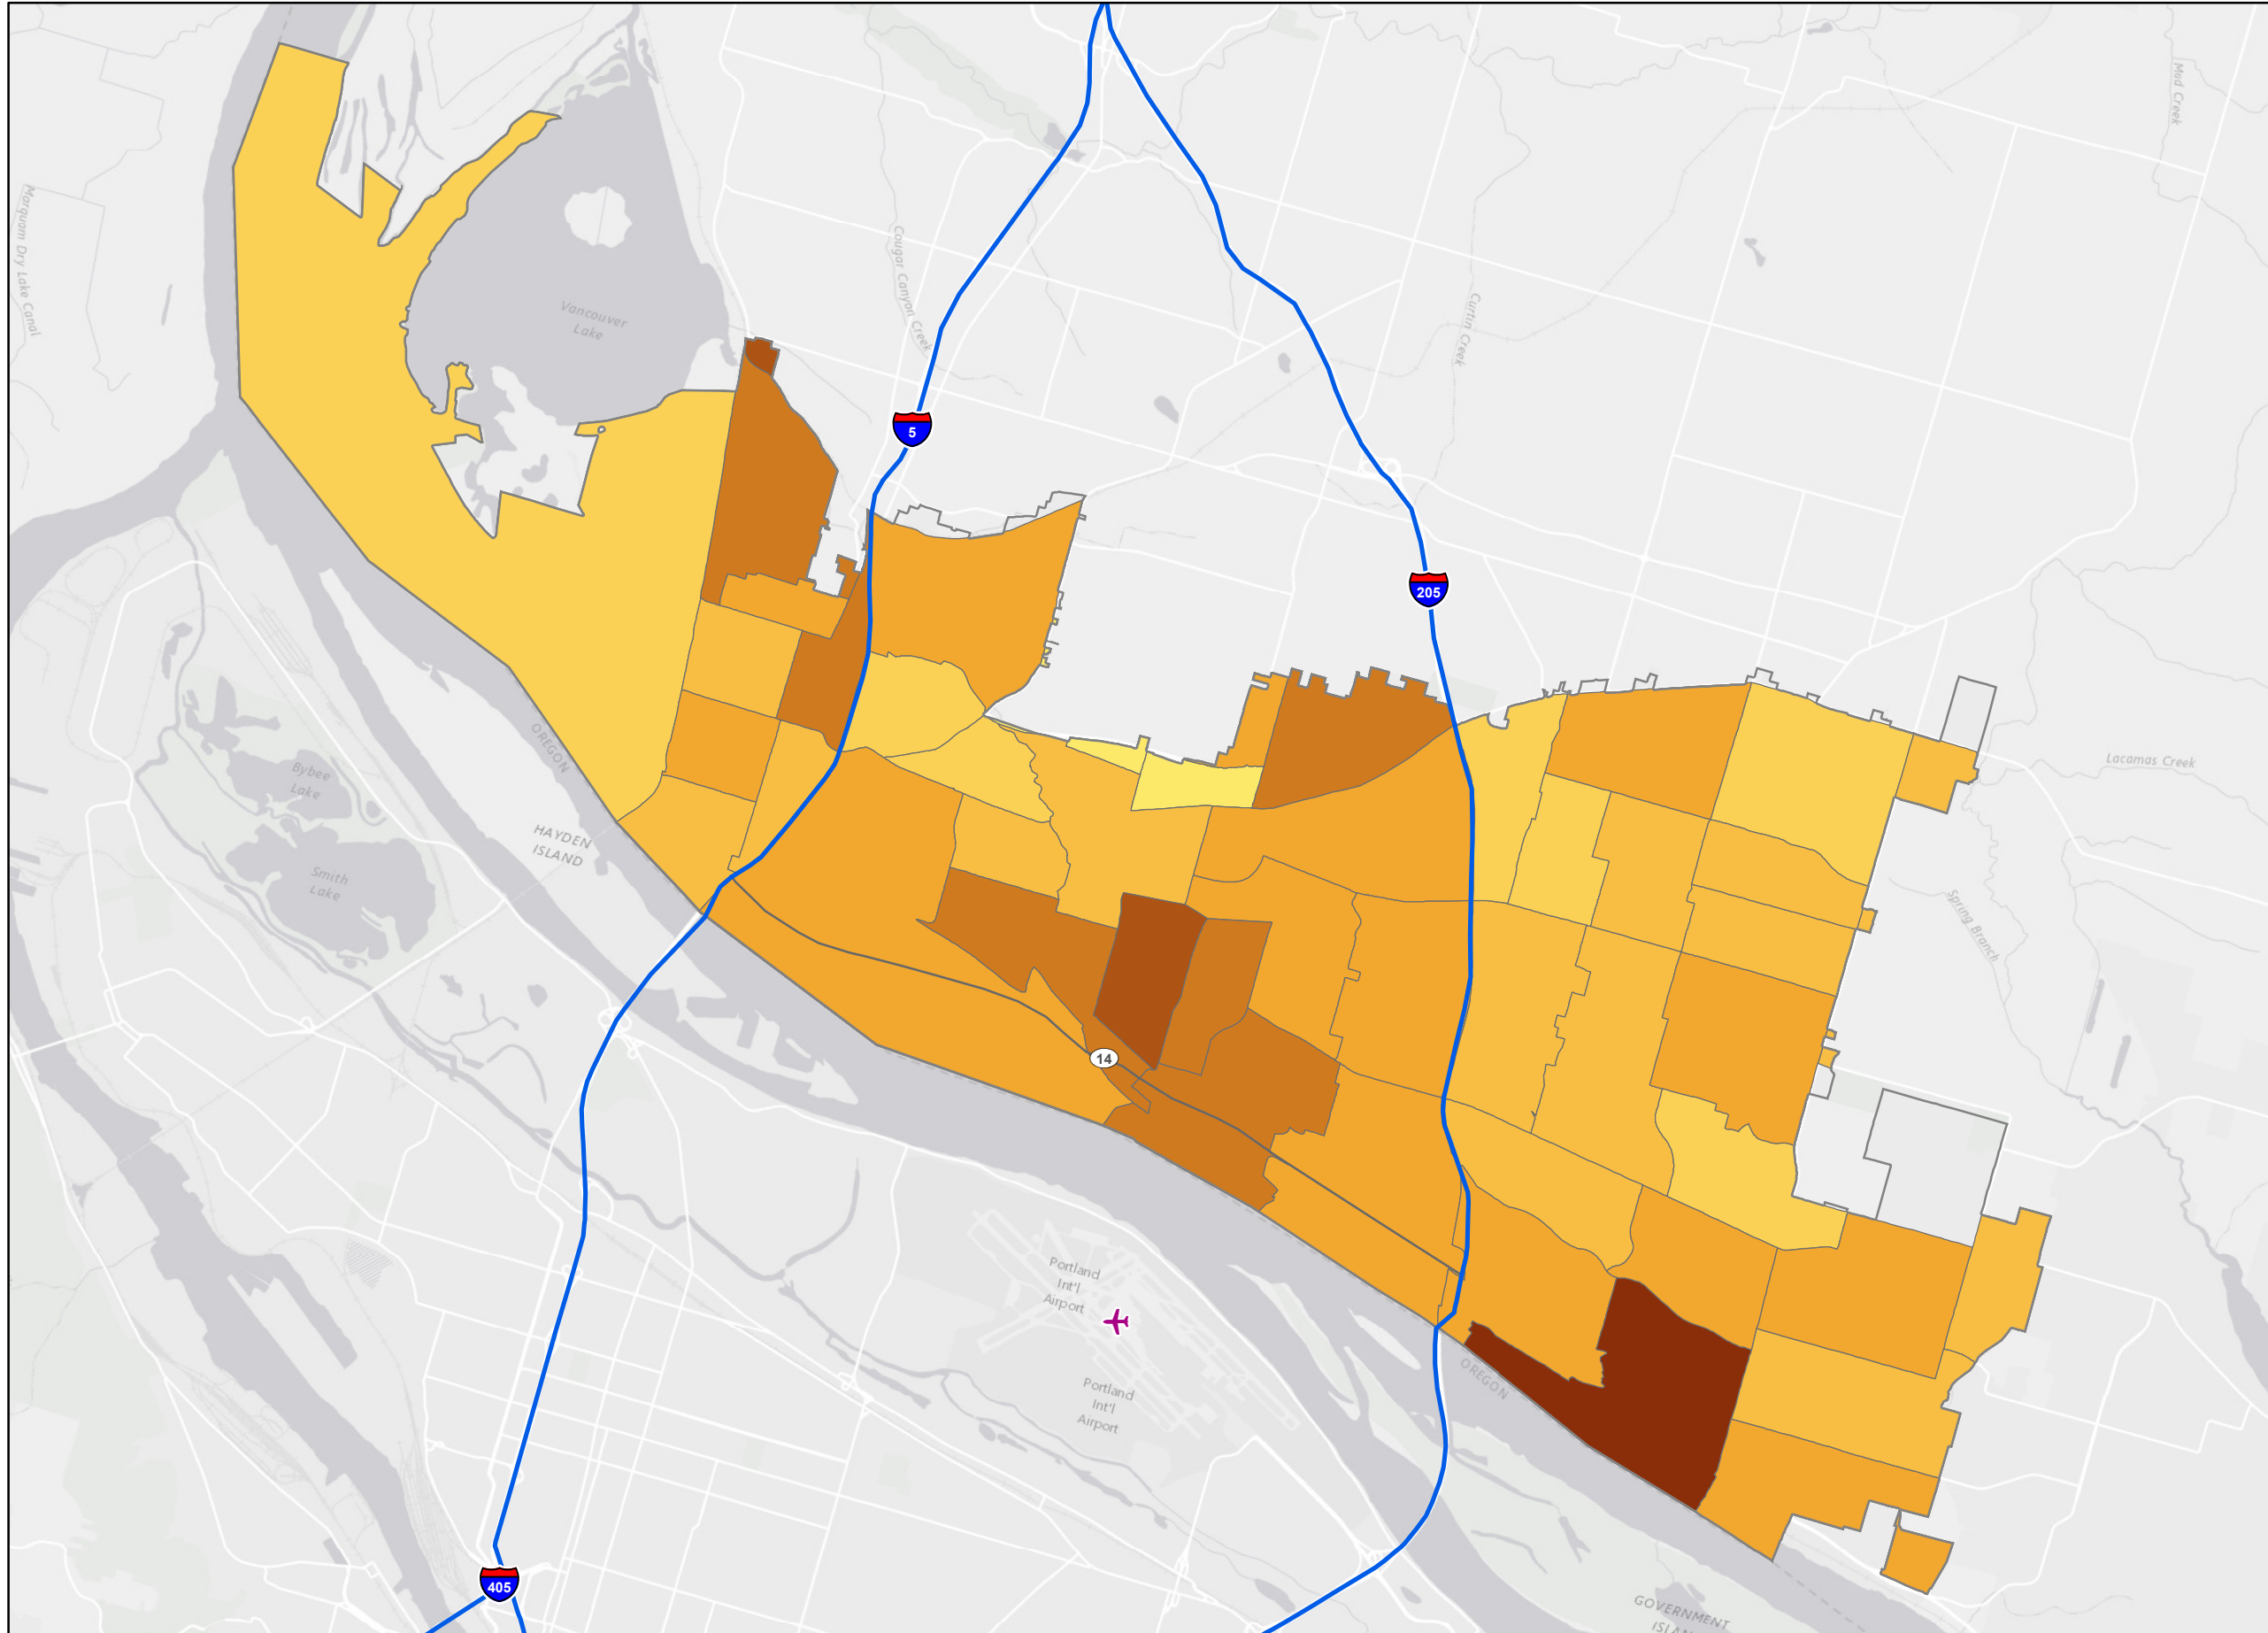 Mud Creek
Marquam Dry Lake Canal
Cougar Canyon Creek
Curtin Creek
Vancouver
Lake
5
205
OREGON
Bybee
Lake
HAYDEN
ISLAND
Smith
Lake
Lacamas Creek
Spring Branch
14
Portland
Int'l
Airport
Portland
Int'l
Airport
OREGON
405
GOVERNMENT